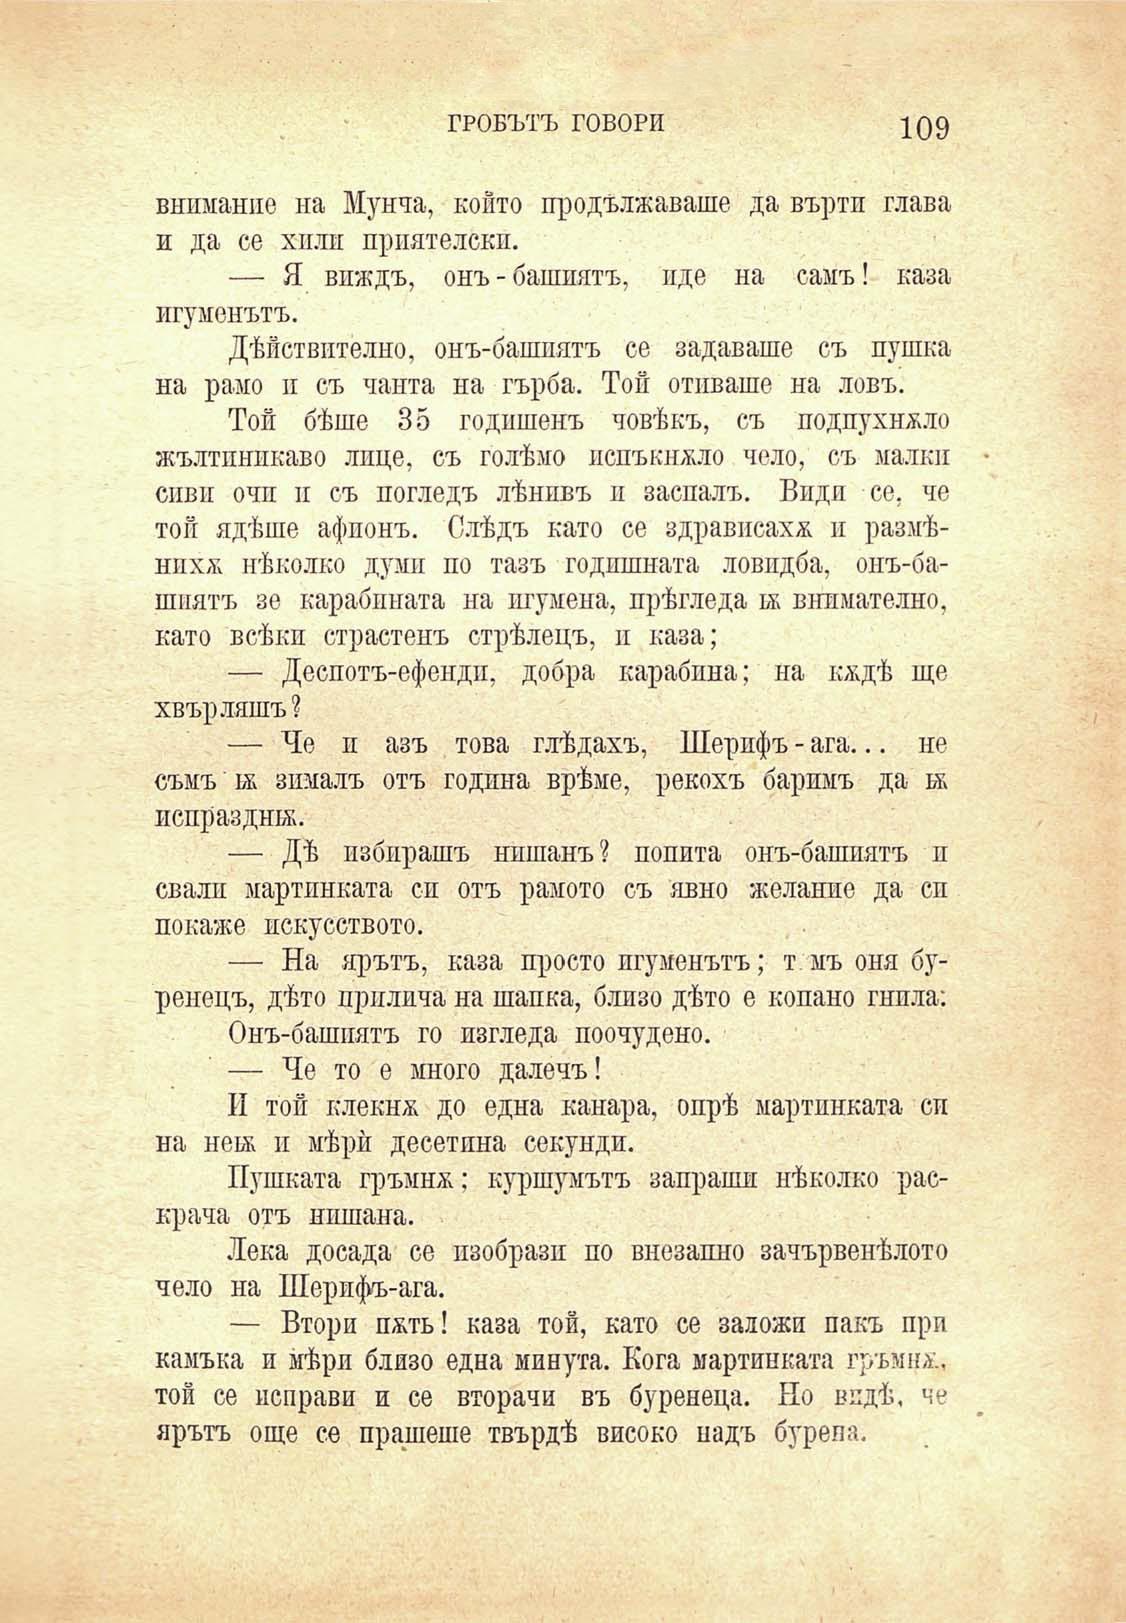 ГРОБЪТЪ ГОВОРИ
109
внимание на Мунча, който продължаваше да върти глава
и да се хили приятелски.
— Я виждъ, онъ-башиятъ, иде на самъ! каза
игуменътъ.
Дѣйствително, онъ-башиятъ се задаваше съ пушка
на рамо и съ чанта на гърба. Той отиваше на ловъ.
Той бѣше 35 годишенъ човѣкъ, съ подпухнѫло
жълтиникаво лице, съ голѣмо испъкнѫло чело, съ малки
сиви очи и съ погледъ лѣнивъ и заспалъ. Види се, че
той ядѣше афионъ. Слѣдъ като се здрависахѫ и размѣ-
нихѫ нѣколко думи по тазъ годишната ловидба, онъ-ба-
шиятъ зе карабината на игумена, прѣгледа ѭ внимателно,
като всѣки страстенъ стрѣлецъ, и каза;
— Деспотъ-ефенди, добра карабина; на кѫдѣ ще
хвърляшъ?
— Че и азъ това глѣдахъ, Шерифъ-ага... не
съмъ ѭ зималъ отъ година врѣме, рекохъ баримъ да ѭ
испразднѭ.
— Дѣ избирашъ нишанъ? попита онъ-башиятъ и
свали мартинката си отъ рамото съ явно желание да си
покаже искусството.
— На ярътъ, каза просто игуменътъ; т мъ оня бу-
ренецъ, дѣто прилича на шапка, близо дѣто е копано гнила:
Онъ-башиятъ го изгледа поочудено.
— Че то е много далечъ!
И той клекнѫ до една канара, опрѣ мартинката си
на неѭ и мѣрѝ десетина секунди.
Пушката гръмнѫ; куршумътъ запраши нѣколко рас-
крача отъ нишана.
Лека досада се изобрази по внезапно зачървенѣлото
чело на Шерифъ-ага.
— Втори пѫть! каза той, като се заложи пакъ при
камъка и мѣри близо една минута. Кога мартинката гръмнѫ,
той се исправи и се вторачи въ буренеца. Но видѣ, че
ярътъ още се прашеше твърдѣ високо надъ бурена.